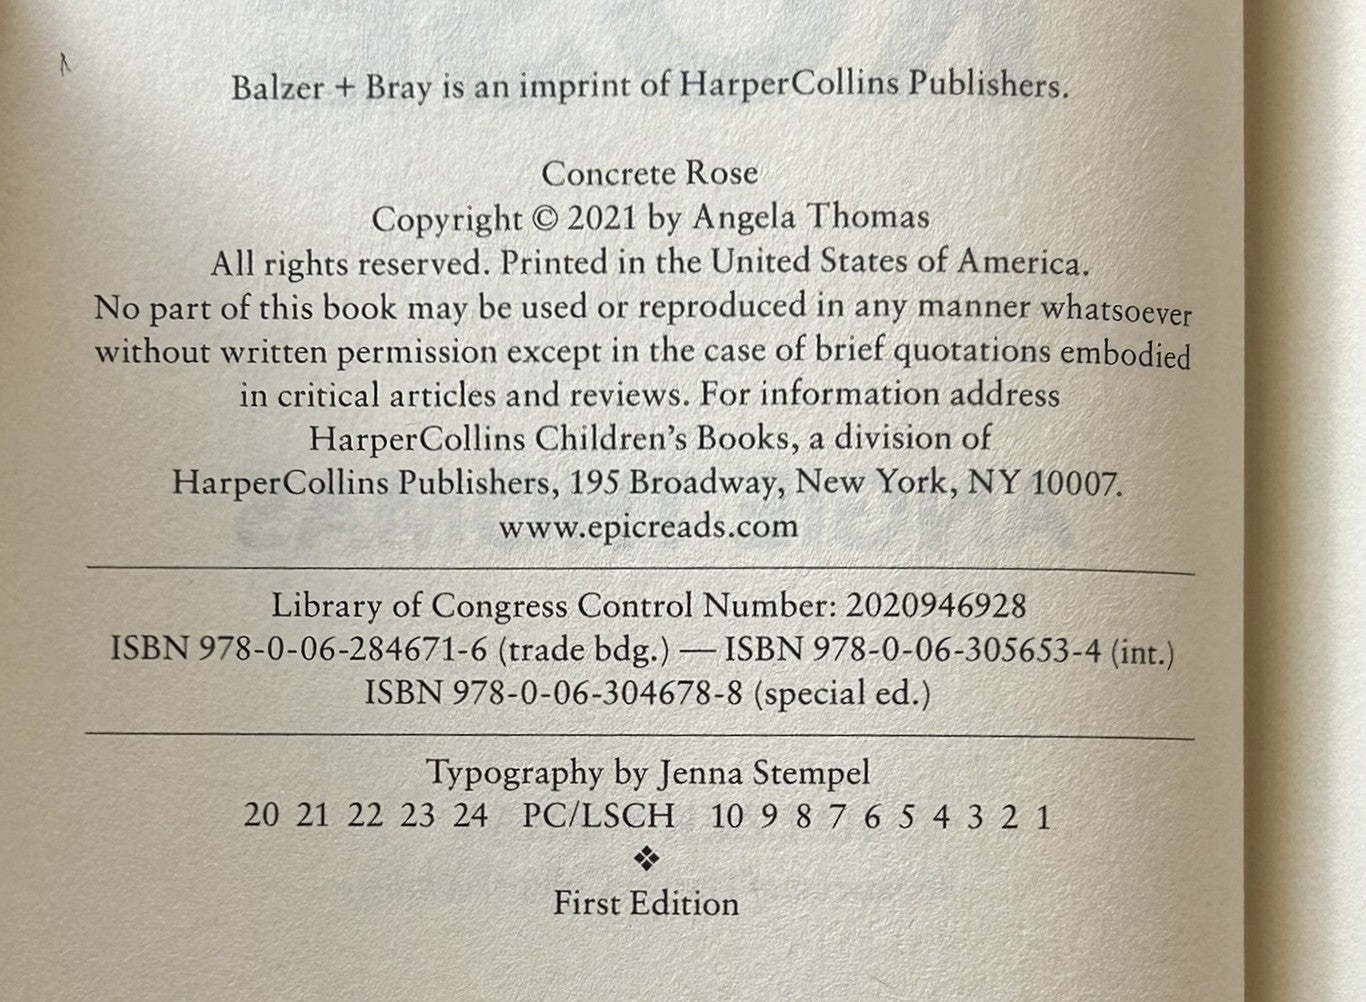 Balzer + Bray is an imprint of HarperCollins Publishers.
Concrete Rose
Copyright © 2021 by Angela Thomas
All rights reserved. Printed in the United States of America.
No part of this book may be used or reproduced in any manner whatsoever
without written permission except in the case of brief quotations embodied
in critical articles and reviews. For information address
HarperCollins Children's Books, a division of
HarperCollins Publishers, 195 Broadway, New York, NY 10007.
www.epicreads.com
Library of Congress Control Number: 2020946928
ISBN 978-0-06-284671-6 (trade bdg.) — ISBN 978-0-06-305653-4 (int.)
ISBN 978-0-06-304678-8 (special ed.)
Typography by Jenna Stempel
20 21 22 23 24 PC/LSCH 10 9 8 7 6 5 4 3 2 1
❖
First Edition